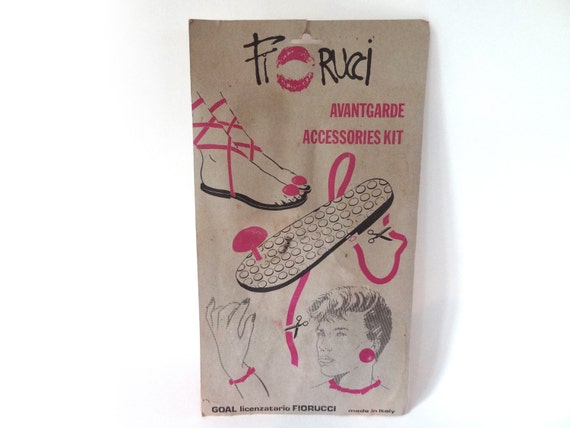 FiORUCCi
AVANTGARDE
ACCESSORIES KIT
GOAL licenzatario FIORUCCI made in Italy